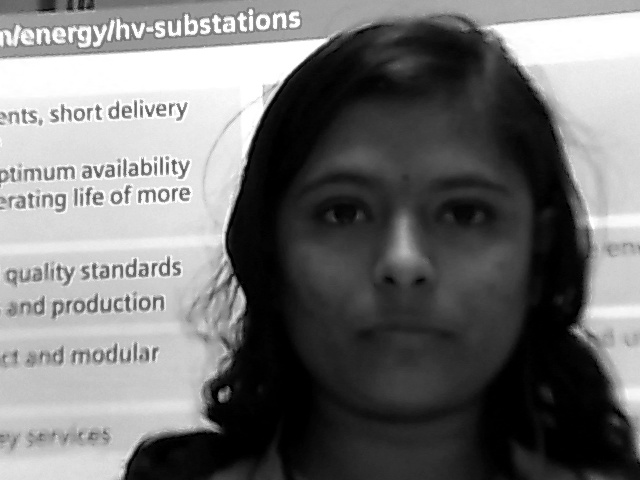 n/energy/hv-substations
ents, short delivery
ptimum availability
erating life of more
quality standards
and production
ct and modular
ey services